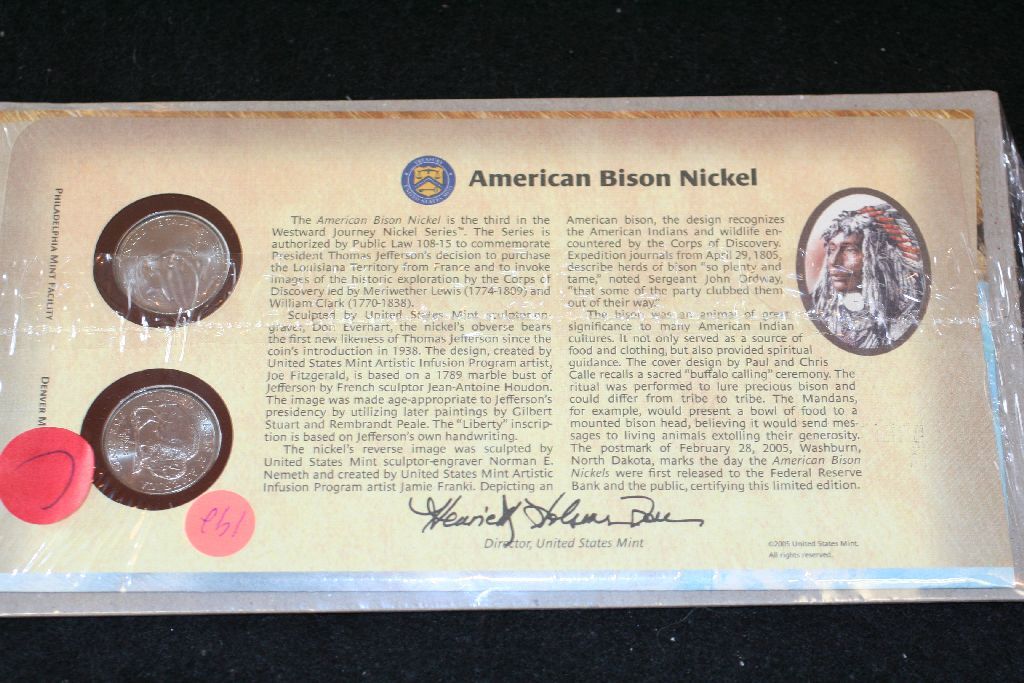 American Bison Nickel
The American Bison Nickel is the third in the
Westward Journey Nickel Series™. The Series is
authorized by Public Law 108-15 to commemorate
President Thomas Jefferson's decision to purchase
the Louisiana Territory from France and to invoke
images of the historic exploration by the Corps of
Discovery led by Meriwether Lewis (1774-1809) and
William Clark (1770-1838).
Sculpted by United States Mint sculptor-en-
graver, Don Everhart, the nickel's obverse bears
the first new likeness of Thomas Jefferson since the
coin's introduction in 1938. The design, created by
United States Mint Artistic Infusion Program artist,
Joe Fitzgerald, is based on a 1789 marble bust of
Jefferson by French sculptor Jean-Antoine Houdon.
The image was made age-appropriate to Jefferson's
presidency by utilizing later paintings by Gilbert
Stuart and Rembrandt Peale. The "Liberty" inscrip-
tion is based on Jefferson's own handwriting.
The nickel's reverse image was sculpted by
United States Mint sculptor-engraver Norman E.
Nemeth and created by United States Mint Artistic
Infusion Program artist Jamie Franki. Depicting an
American bison, the design recognizes
the American Indians and wildlife en-
countered by the Corps of Discovery.
Expedition journals from April 29, 1805,
describe herds of bison "so plenty and
tame," noted Sergeant John Ordway,
"that some of the party clubbed them
out of their way."
The bison was an animal of great
significance to many American Indian
cultures. It not only served as a source of
food and clothing, but also provided spiritual
guidance. The cover design by Paul and Chris
Calle recalls a sacred "buffalo calling" ceremony. The
ritual was performed to lure precious bison and
could differ from tribe to tribe. The Mandans,
for example, would present a bowl of food to a
mounted bison head, believing it would send mes-
sages to living animals extolling their generosity.
The postmark of February 28, 2005, Washburn,
North Dakota, marks the day the American Bison
Nickels were first released to the Federal Reserve
Bank and the public, certifying this limited edition.
Director, United States Mint
©2005 United States Mint.
All rights reserved.
PHILADELPHIA MINT FACILITY
DENVER M
149